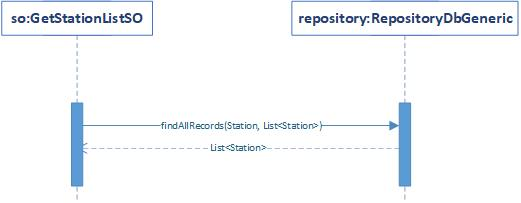 so:GetStationListSO
repository:RepositoryDbGeneric
findAllRecords(Station, List<Station>)
List<Station>